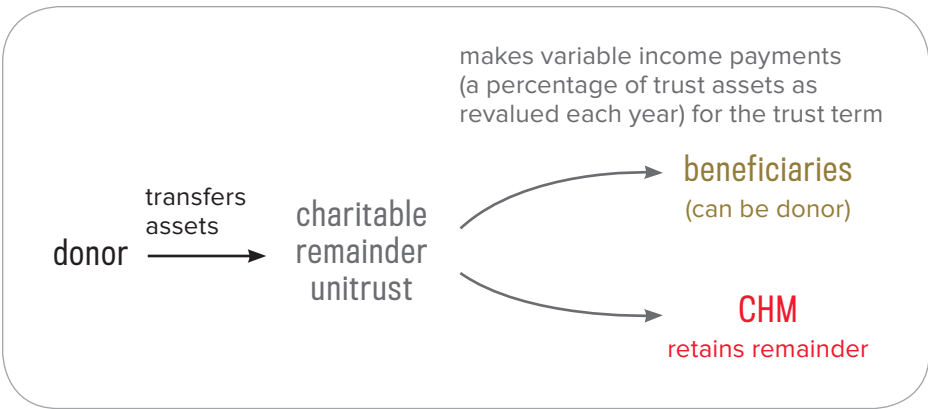 makes variable income payments
(a percentage of trust assets as
revalued each year) for the trust term
donor
transfers
assets
charitable
remainder
unitrust
beneficiaries
(can be donor)
CHM
retains remainder